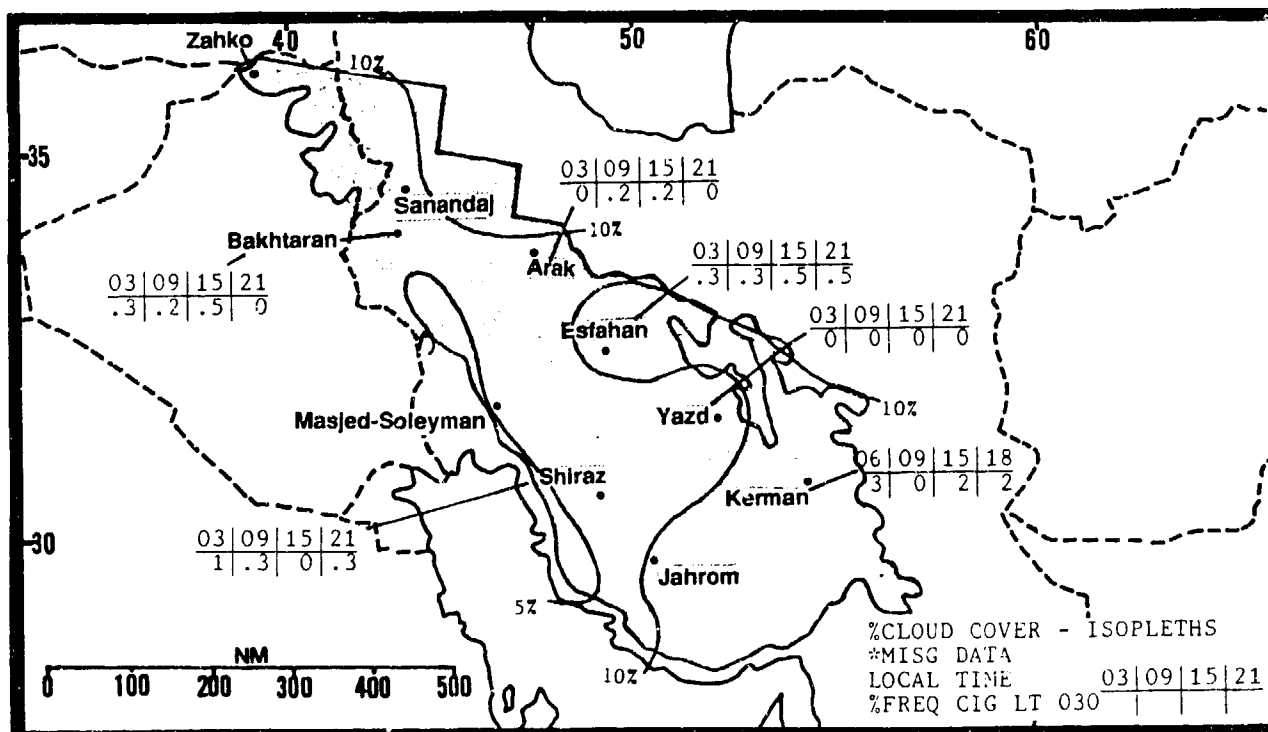 40
50
60
Zahko
10%
35
03|09|15|21
0|.2|.2|0
Sanandaj
10%
Bakhtaran
Arak
03|09|15|21
.3|.3|.5|.5
03|09|15|21
.3|.2|.5|0
Esfahan
03|09|15|21
0|0|0|0
10%
Yazd
Masjed-Soleyman
06|09|15|18
3|0|2|2
Shiraz
Kerman
30
03|09|15|21
1|.3|0|.3
Jahrom
5%
%CLOUD COVER - ISOPLETHS
*MISG DATA
LOCAL TIME
%FREQ CIG LT 030
03|09|15|21
10%
NM
0 100 200 300 400 500